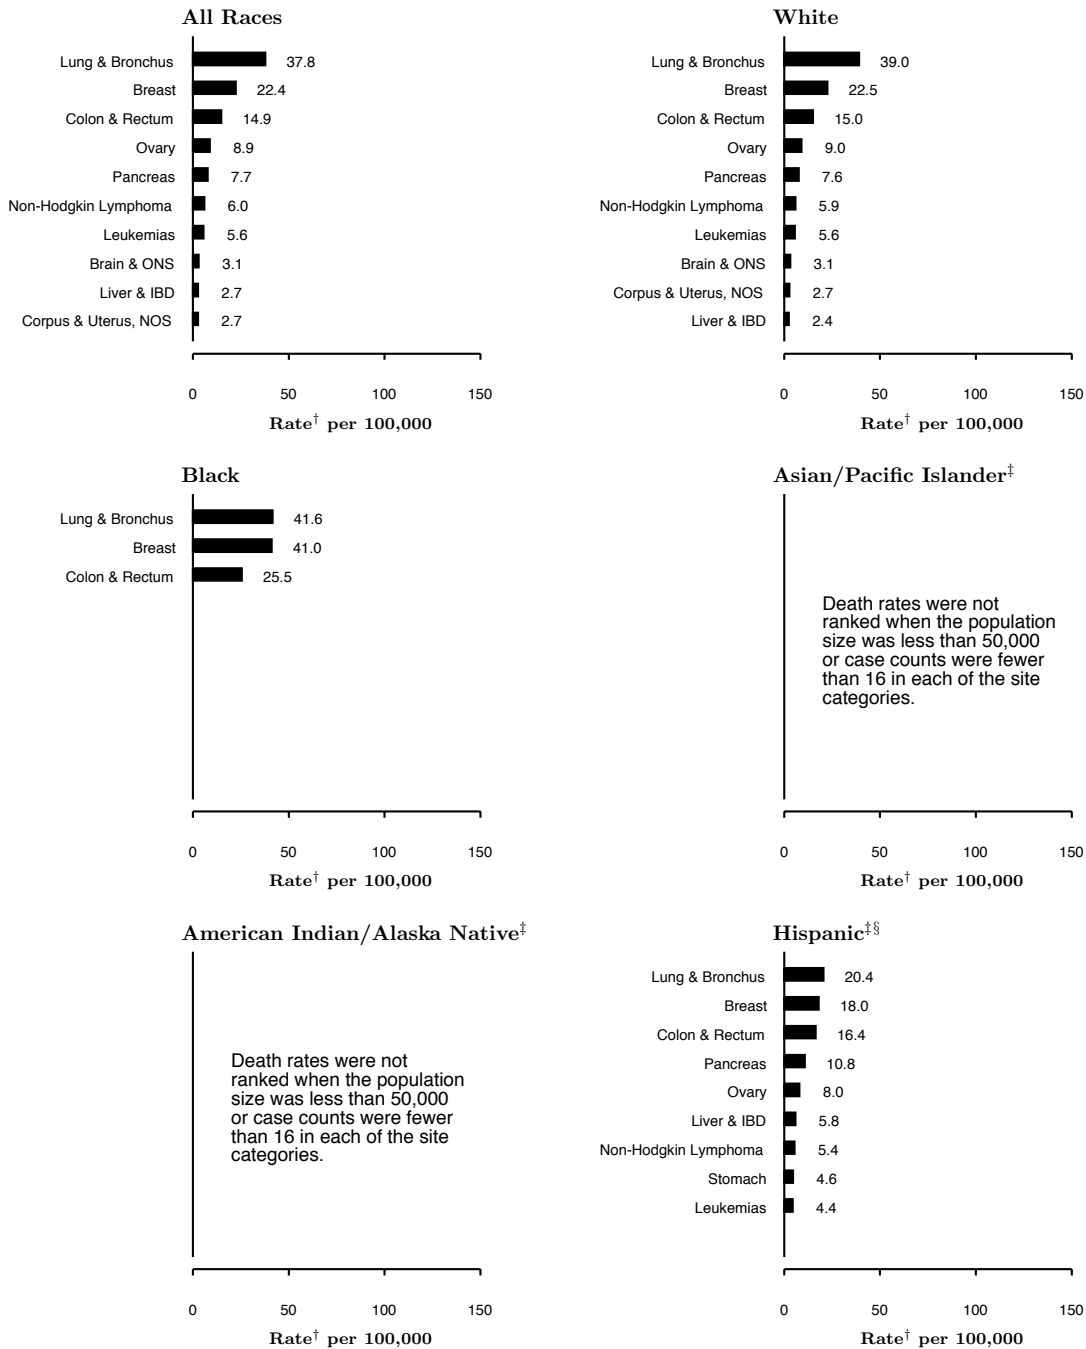 All Races
Lung & Bronchus 37.8
Breast 22.4
Colon & Rectum 14.9
Ovary 8.9
Pancreas 7.7
Non-Hodgkin Lymphoma 6.0
Leukemias 5.6
Brain & ONS 3.1
Liver & IBD 2.7
Corpus & Uterus, NOS 2.7
0 50 100 150
Rate† per 100,000
White
Lung & Bronchus 39.0
Breast 22.5
Colon & Rectum 15.0
Ovary 9.0
Pancreas 7.6
Non-Hodgkin Lymphoma 5.9
Leukemias 5.6
Brain & ONS 3.1
Corpus & Uterus, NOS 2.7
Liver & IBD 2.4
0 50 100 150
Rate† per 100,000
Black
Lung & Bronchus 41.6
Breast 41.0
Colon & Rectum 25.5
0 50 100 150
Rate† per 100,000
Asian/Pacific Islander‡
Death rates were not
ranked when the population
size was less than 50,000
or case counts were fewer
than 16 in each of the site
categories.
0 50 100 150
Rate† per 100,000
American Indian/Alaska Native‡
Death rates were not
ranked when the population
size was less than 50,000
or case counts were fewer
than 16 in each of the site
categories.
0 50 100 150
Rate† per 100,000
Hispanic‡§
Lung & Bronchus 20.4
Breast 18.0
Colon & Rectum 16.4
Pancreas 10.8
Ovary 8.0
Liver & IBD 5.8
Non-Hodgkin Lymphoma 5.4
Stomach 4.6
Leukemias 4.4
0 50 100 150
Rate† per 100,000